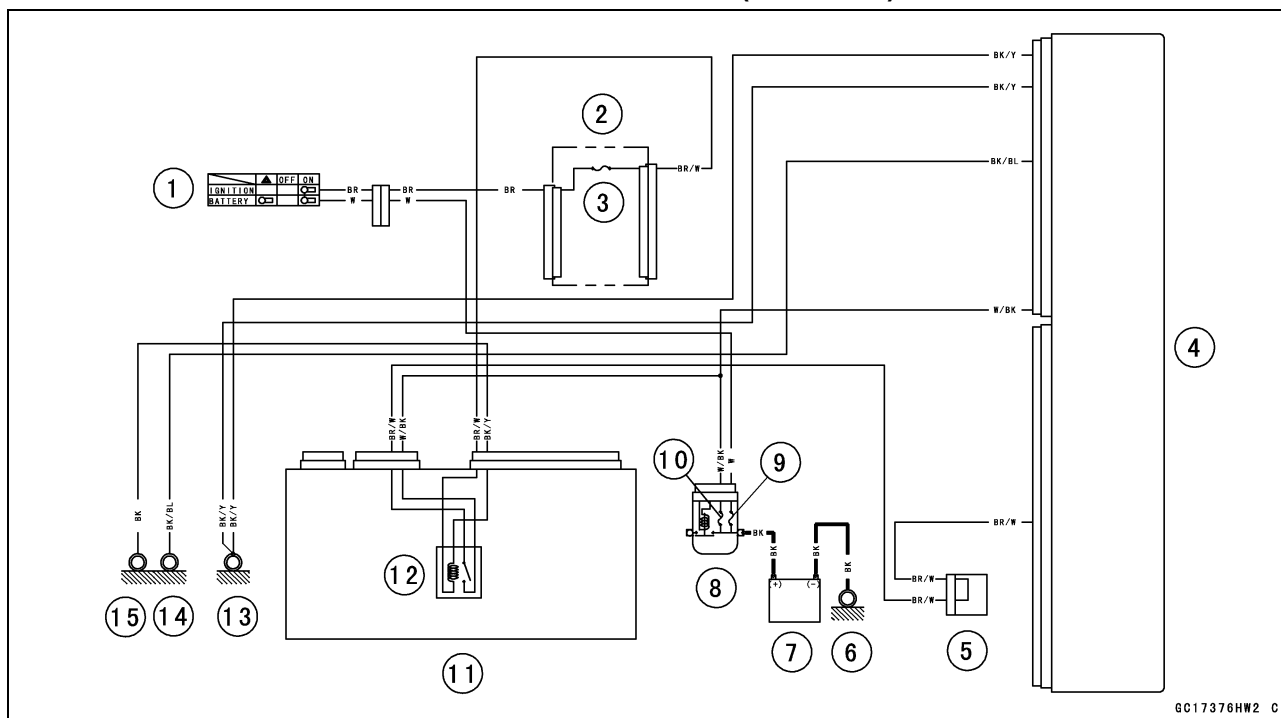 BK/Y
BK/Y
2
BR/W
BK/BL
1
OFF ON
IGNITION
BATTERY
BR
W
BR
W
BR
3
W/BK
4
BR/W
W/BK
BR/W
BK/Y
10
9
W/BK
W
BK
BK/BL
BK/Y
BK/Y
BR/W
BK
BK
(+)
(-)
BK
12
8
BR/W
BR/W
15
14
13
7
6
5
11
GC17376HW2 C